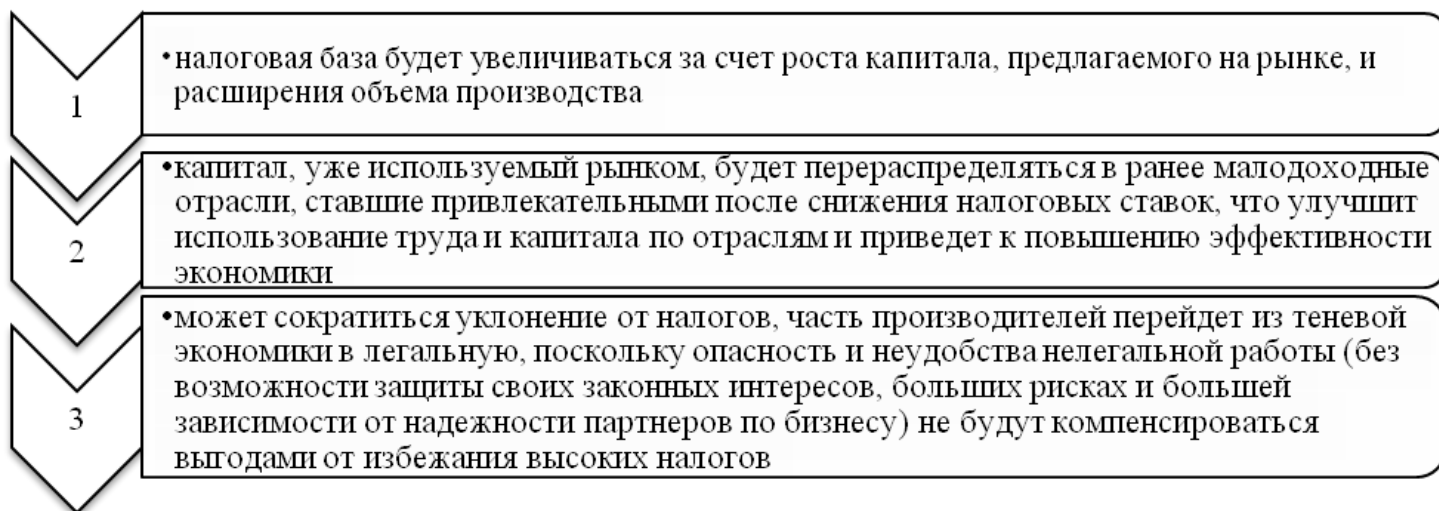 1
•налоговая база будет увеличиваться за счет роста капитала, предлагаемого на рынке, и
расширения объема производства
2
•капитал, уже используемый рынком, будет перераспределяться в ранее малодоходные
отрасли, ставшие привлекательными после снижения налоговых ставок, что улучшит
использование труда и капитала по отраслям и приведет к повышению эффективности
экономики
3
•может сократиться уклонение от налогов, часть производителей перейдет из теневой
экономики в легальную, поскольку опасность и неудобства нелегальной работы (без
возможности защиты своих законных интересов, больших рисках и большей
зависимости от надежности партнеров по бизнесу) не будут компенсироваться
выгодами от избежания высоких налогов